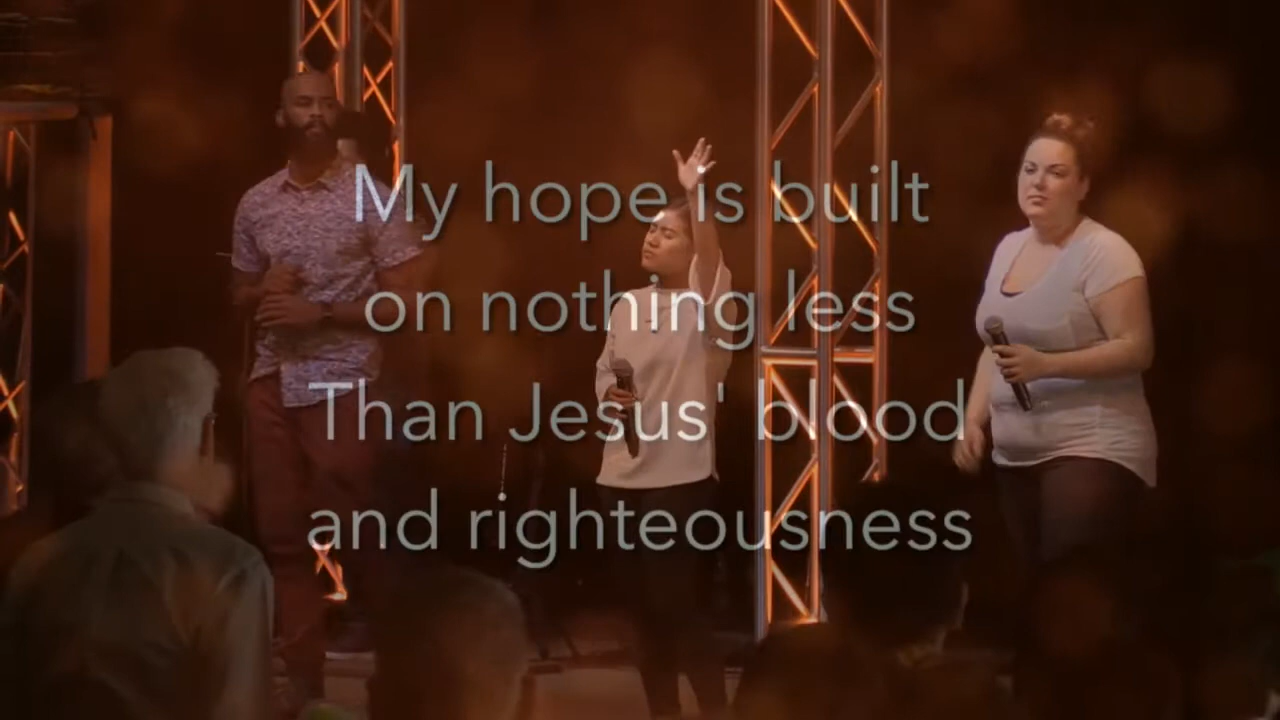 My hope is built
on nothing less
Than Jesus' blood
and righteousness